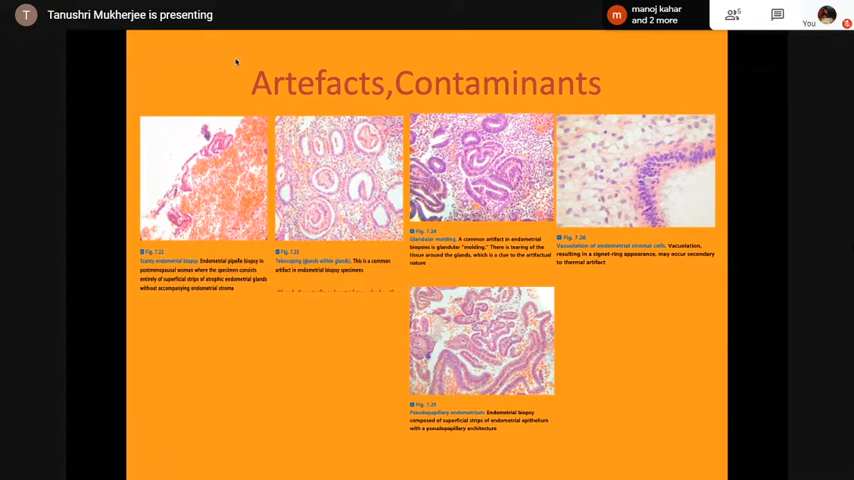 T Tanushri Mukherjee is presenting
m manoj kahar
and 2 more
6
You
Artefacts,Contaminants
Fig. 7.22
Scanty endometrial biopsy. Endometrial pipelle biopsy in
postmenopausal woman where the specimen consists
entirely of superficial strips of atrophic endometrial glands
without accompanying endometrial stroma
Fig. 7.23
Telescoping (glands within glands). This is a common
artifact in endometrial biopsy specimens
Fig. 7.24
Glandular molding. A common artifact in endometrial
biopsies is glandular "molding." There is tearing of the
tissue around the glands, which is a clue to the artifactual
nature
Fig. 7.26
Vacuolation of endometrial stromal cells. Vacuolation,
resulting in a signet-ring appearance, may occur secondary
to thermal artifact
Fig. 7.25
Pseudopapillary endometrium. Endometrial biopsy
composed of superficial strips of endometrial epithelium
with a pseudopapillary architecture